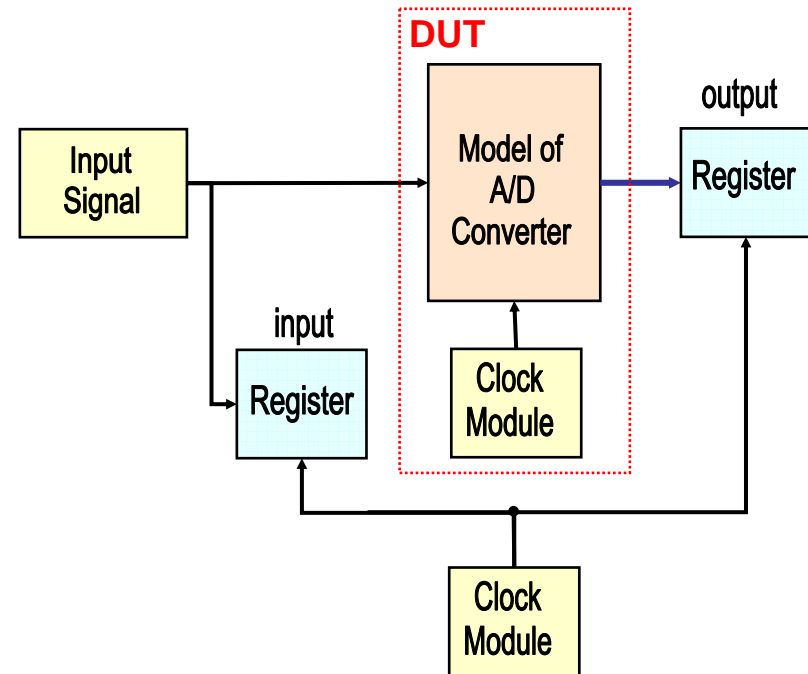 DUT
output
Input
Signal
Model of
A/D
Converter
Register
input
Register
Clock
Module
Clock
Module